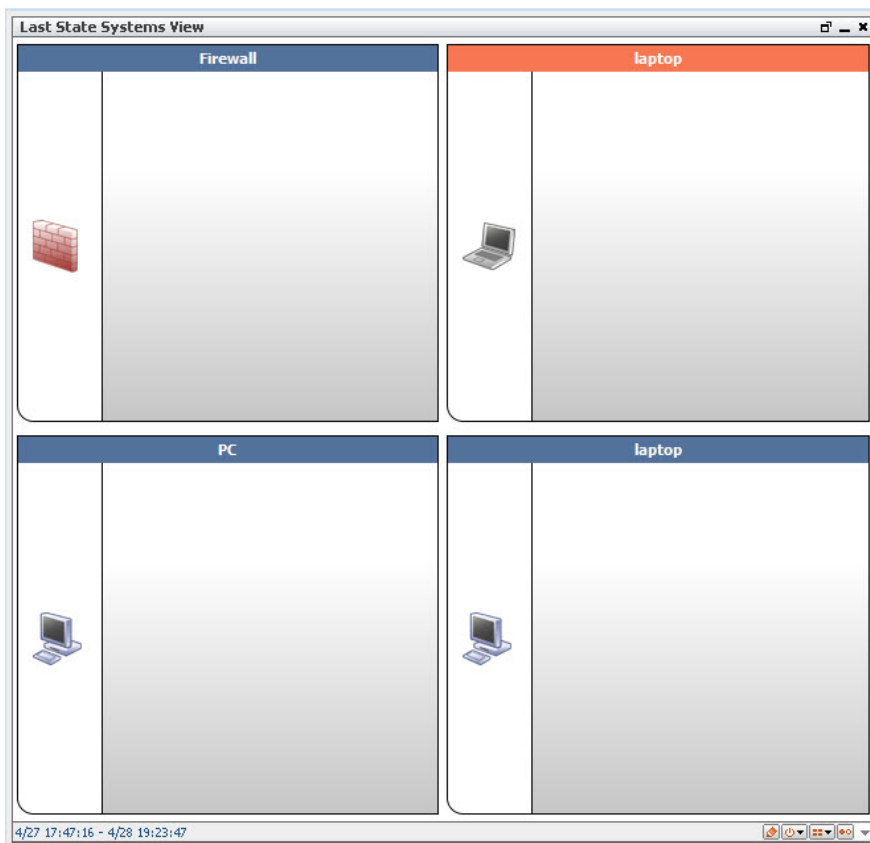 Last State Systems View
Firewall
laptop
PC
laptop
4/27 17:47:16 - 4/28 19:23:47